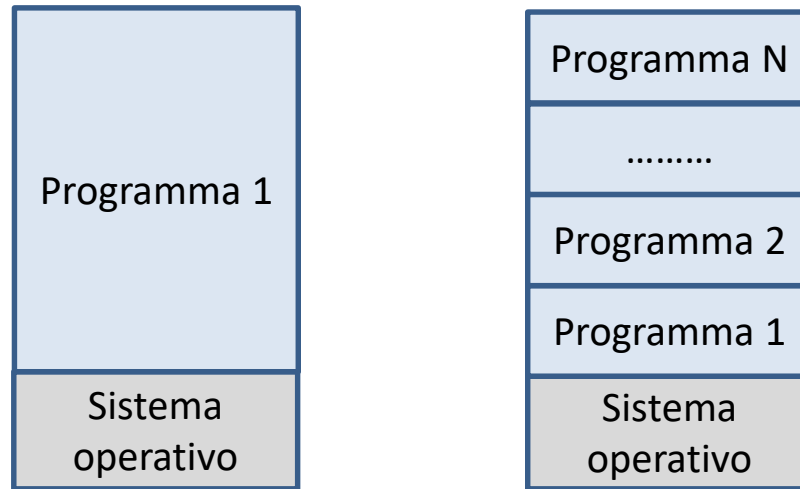 Programma 1
Sistema
operativo
Programma N
………
Programma 2
Programma 1
Sistema
operativo